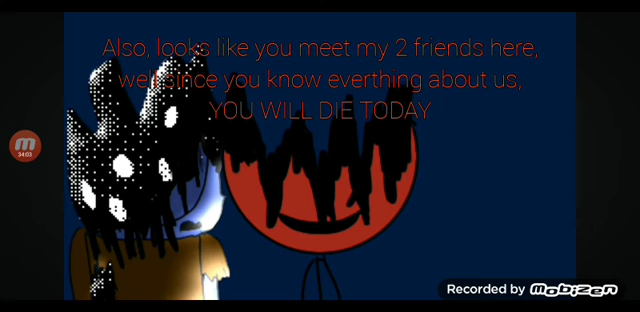 Also, looks like you meet my 2 friends here,
well since you know everthing about us,
YOU WILL DIE TODAY
34:03
Recorded by Mobizen